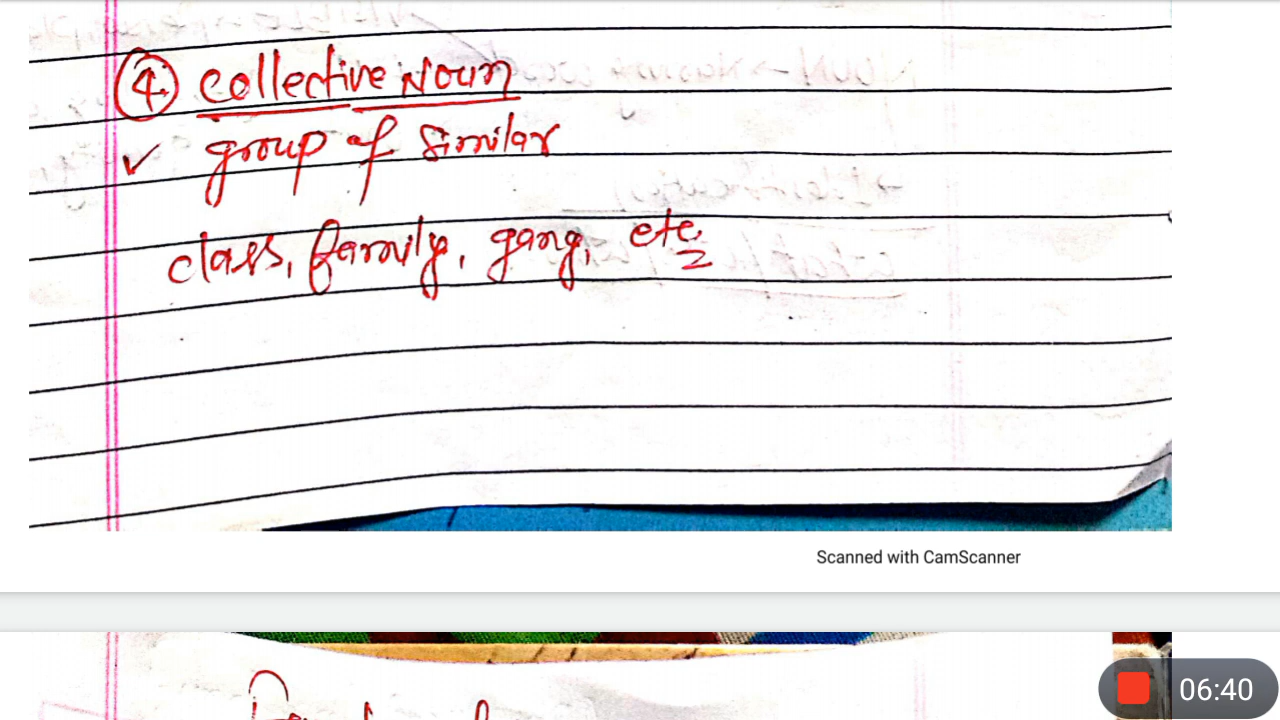 ④ Collective Noun
✓ group of similar
class, family, gang, etc.
Scanned with CamScanner
06:40